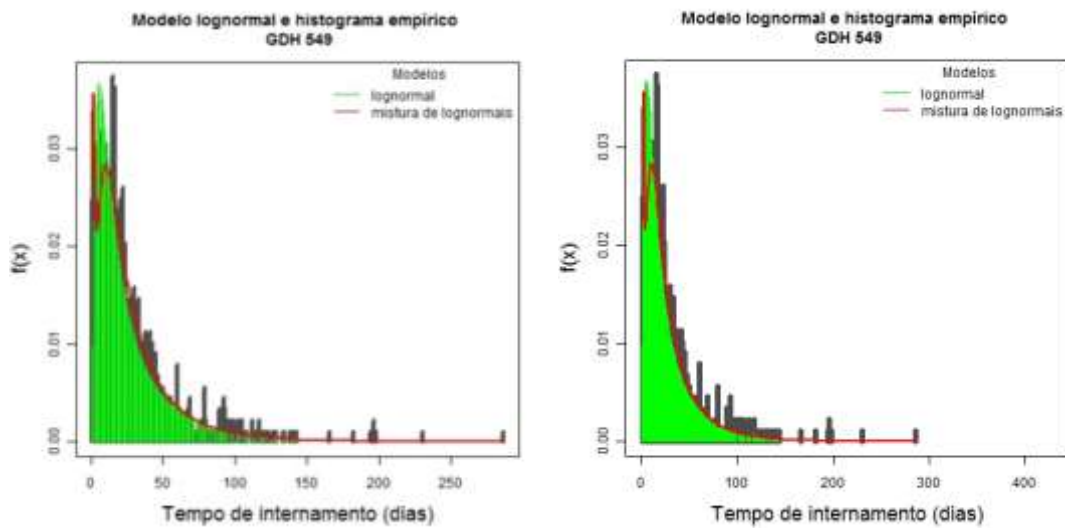 Modelo lognormal e histograma empírico
GDH 549
Modelos
lognormal
mistura de lognormais
f(x)
0.03
0.02
0.01
0.00
0 50 100 150 200 250
Tempo de internamento (dias)
Modelo lognormal e histograma empírico
GDH 549
Modelos
lognormal
mistura de lognormais
f(x)
0.03
0.02
0.01
0.00
0 100 200 300 400
Tempo de internamento (dias)